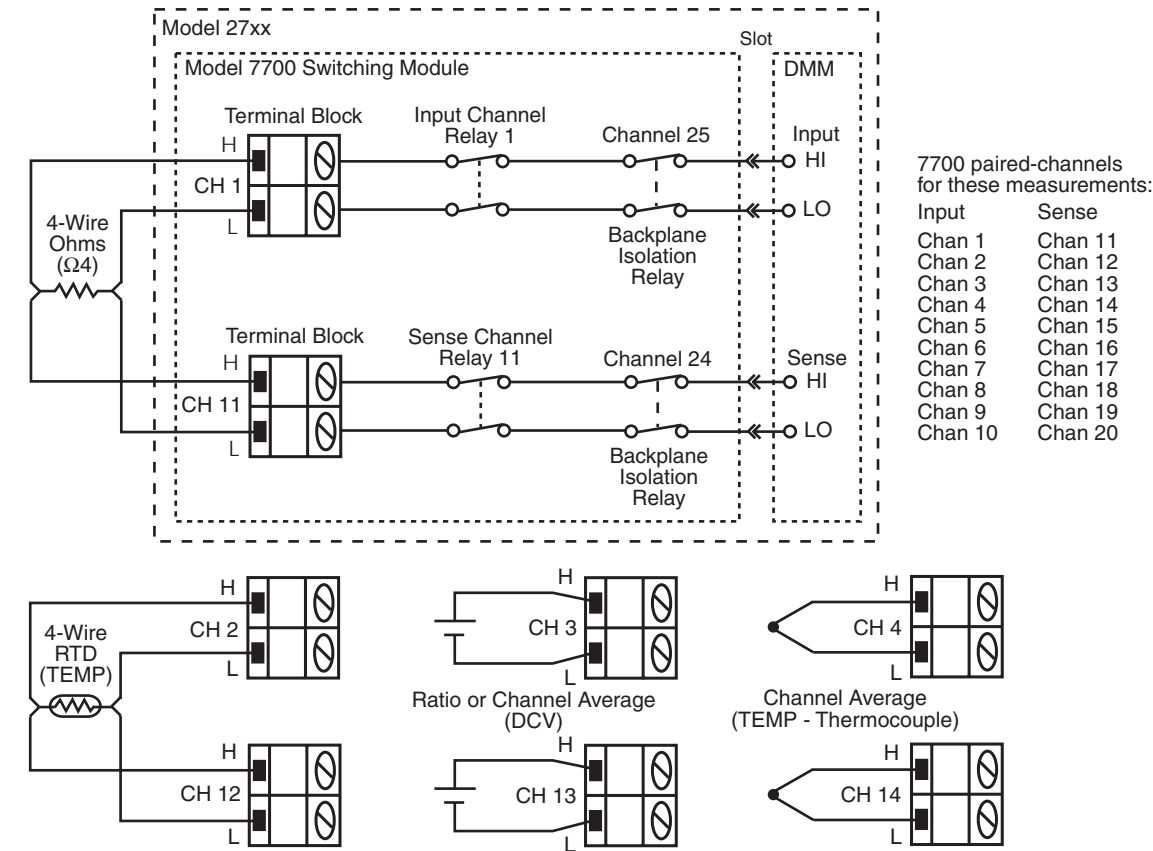 Model 27xx
Slot
Model 7700 Switching Module
DMM
Terminal Block
Input Channel
Relay 1
Channel 25
Input
H
HI
CH 1
L
LO
4-Wire
Ohms
(Ω4)
Backplane
Isolation
Relay
Terminal Block
Sense Channel
Relay 11
Channel 24
Sense
H
HI
CH 11
L
LO
Backplane
Isolation
Relay
7700 paired-channels
for these measurements:
Input Sense
Chan 1 Chan 11
Chan 2 Chan 12
Chan 3 Chan 13
Chan 4 Chan 14
Chan 5 Chan 15
Chan 6 Chan 16
Chan 7 Chan 17
Chan 8 Chan 18
Chan 9 Chan 19
Chan 10 Chan 20
4-Wire
RTD
(TEMP)
H
CH 2
L
H
CH 12
L
H
CH 3
L
Ratio or Channel Average
(DCV)
H
CH 13
L
H
CH 4
L
Channel Average
(TEMP - Thermocouple)
H
CH 14
L